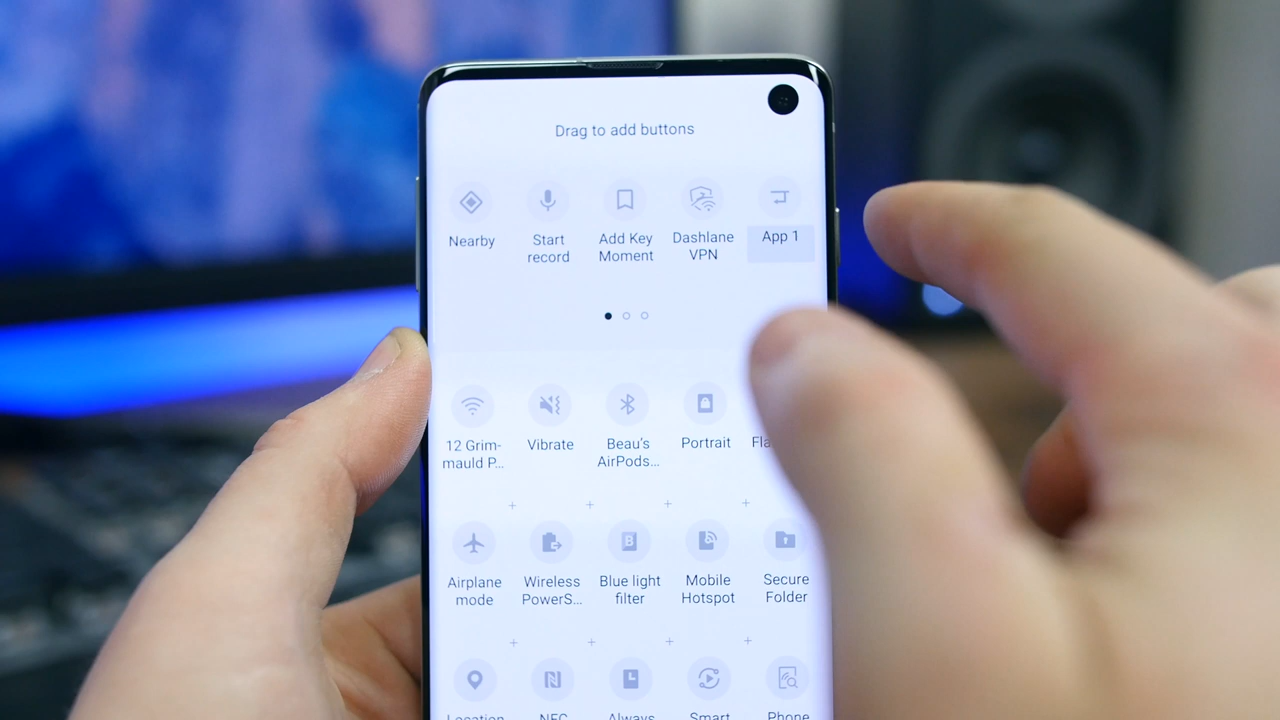 Drag to add buttons
Nearby
Start
record
Add Key
Moment
Dashlane
VPN
App 1
12 Grim-
mauld P...
Vibrate
Beau's
AirPods...
Portrait
Fla
Airplane
mode
Wireless
PowerS...
Blue light
filter
Mobile
Hotspot
Secure
Folder
Location
NFC
Always
Smart
Phone